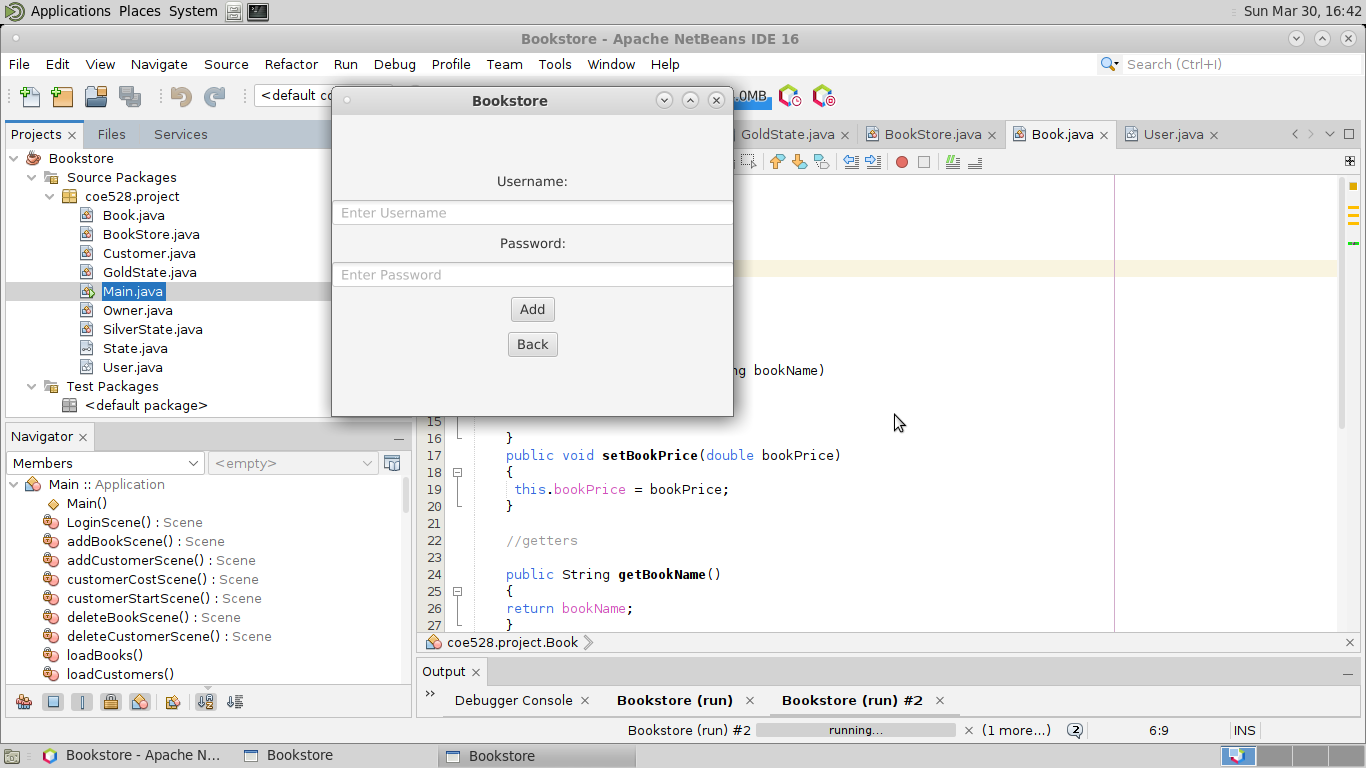 Applications Places System
Sun Mar 30, 16:42
Bookstore - Apache NetBeans IDE 16
File Edit View Navigate Source Refactor Run Debug Profile Team Tools Window Help
Search (Ctrl+I)
<default co
.0MB
Bookstore
Projects
Files
Services
GoldState.java
BookStore.java
Book.java
User.java
Bookstore
Source Packages
coe528.project
Book.java
BookStore.java
Customer.java
GoldState.java
Main.java
Owner.java
SilverState.java
State.java
User.java
Test Packages
<default package>
Username:
Enter Username
Password:
Enter Password
Add
Back
ng bookName)
15
16 }
17 public void setBookPrice(double bookPrice)
18 {
19 this.bookPrice = bookPrice;
20 }
21
22 //getters
23
24 public String getBookName()
25 {
26 return bookName;
27 }
coe528.project.Book
Navigator
Members
<empty>
Main :: Application
Main()
LoginScene() : Scene
addBookScene() : Scene
addCustomerScene() : Scene
customerCostScene() : Scene
customerStartScene() : Scene
deleteBookScene() : Scene
deleteCustomerScene() : Scene
loadBooks()
loadCustomers()
Output
Debugger Console
Bookstore (run)
Bookstore (run) #2
Bookstore (run) #2
running...
(1 more...)
2
6:9
INS
Bookstore - Apache N...
Bookstore
Bookstore